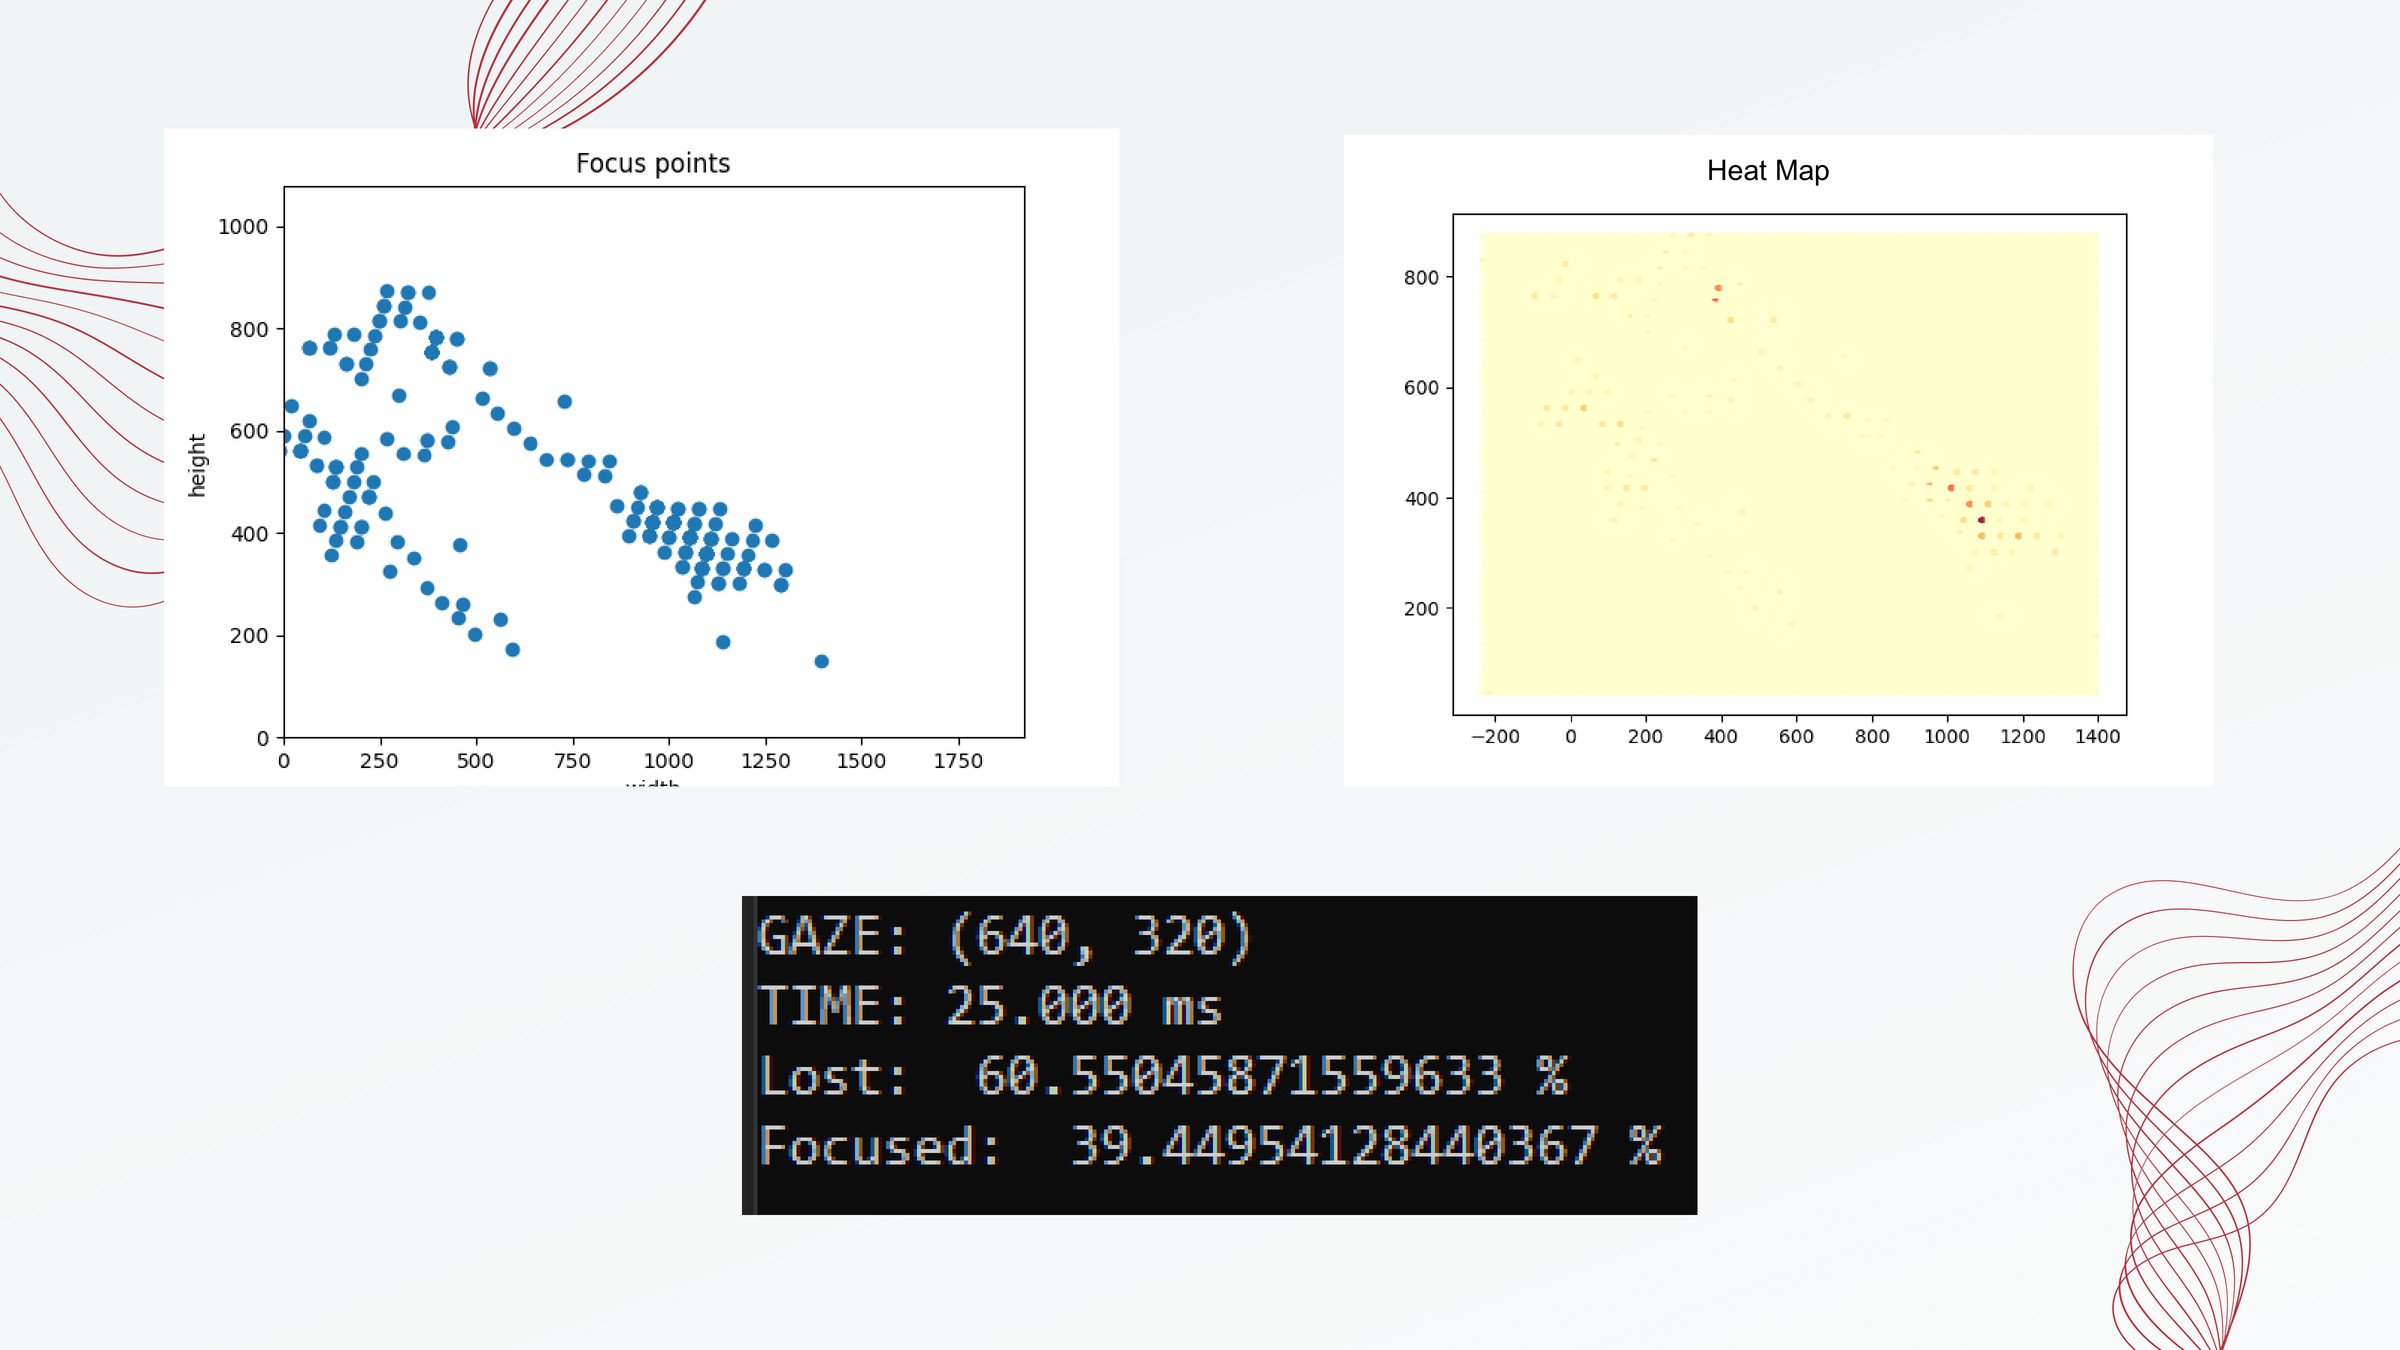 Focus points
1000
800
600
400
200
0
height
0 250 500 750 1000 1250 1500 1750
width
Heat Map
800
600
400
200
−200 0 200 400 600 800 1000 1200 1400
GAZE: (640, 320)
TIME: 25.000 ms
Lost: 60.55045871559633 %
Focused: 39.44954128440367 %